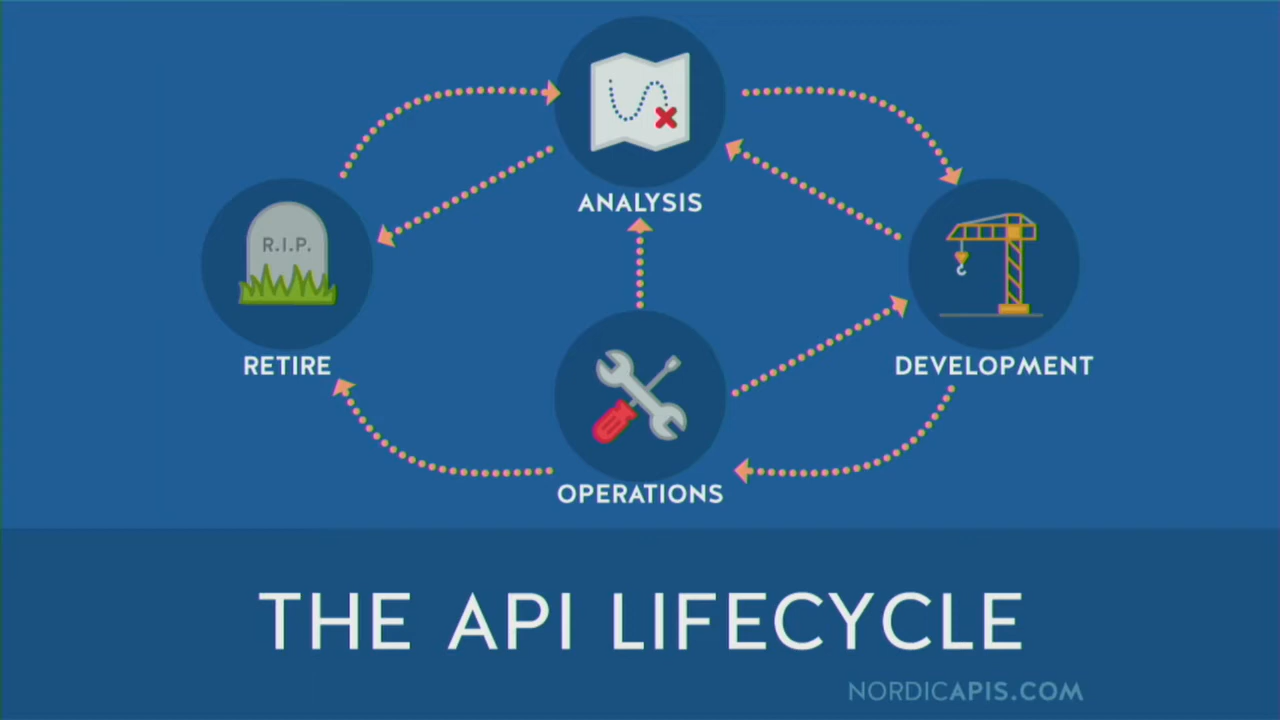 ANALYSIS
R.I.P.
RETIRE
DEVELOPMENT
OPERATIONS
THE API LIFECYCLE
NORDICAPIS.COM